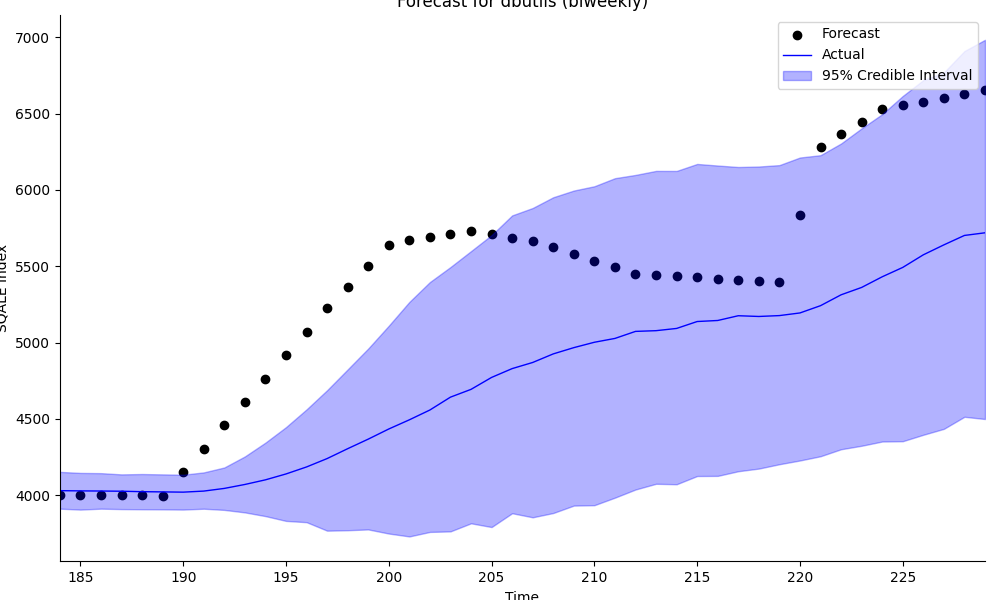 Forecast for dbutils (biweekly)
Forecast
Actual
95% Credible Interval
7000
6500
6000
5500
5000
4500
4000
SQALE Index
185
190
195
200
205
210
215
220
225
Time